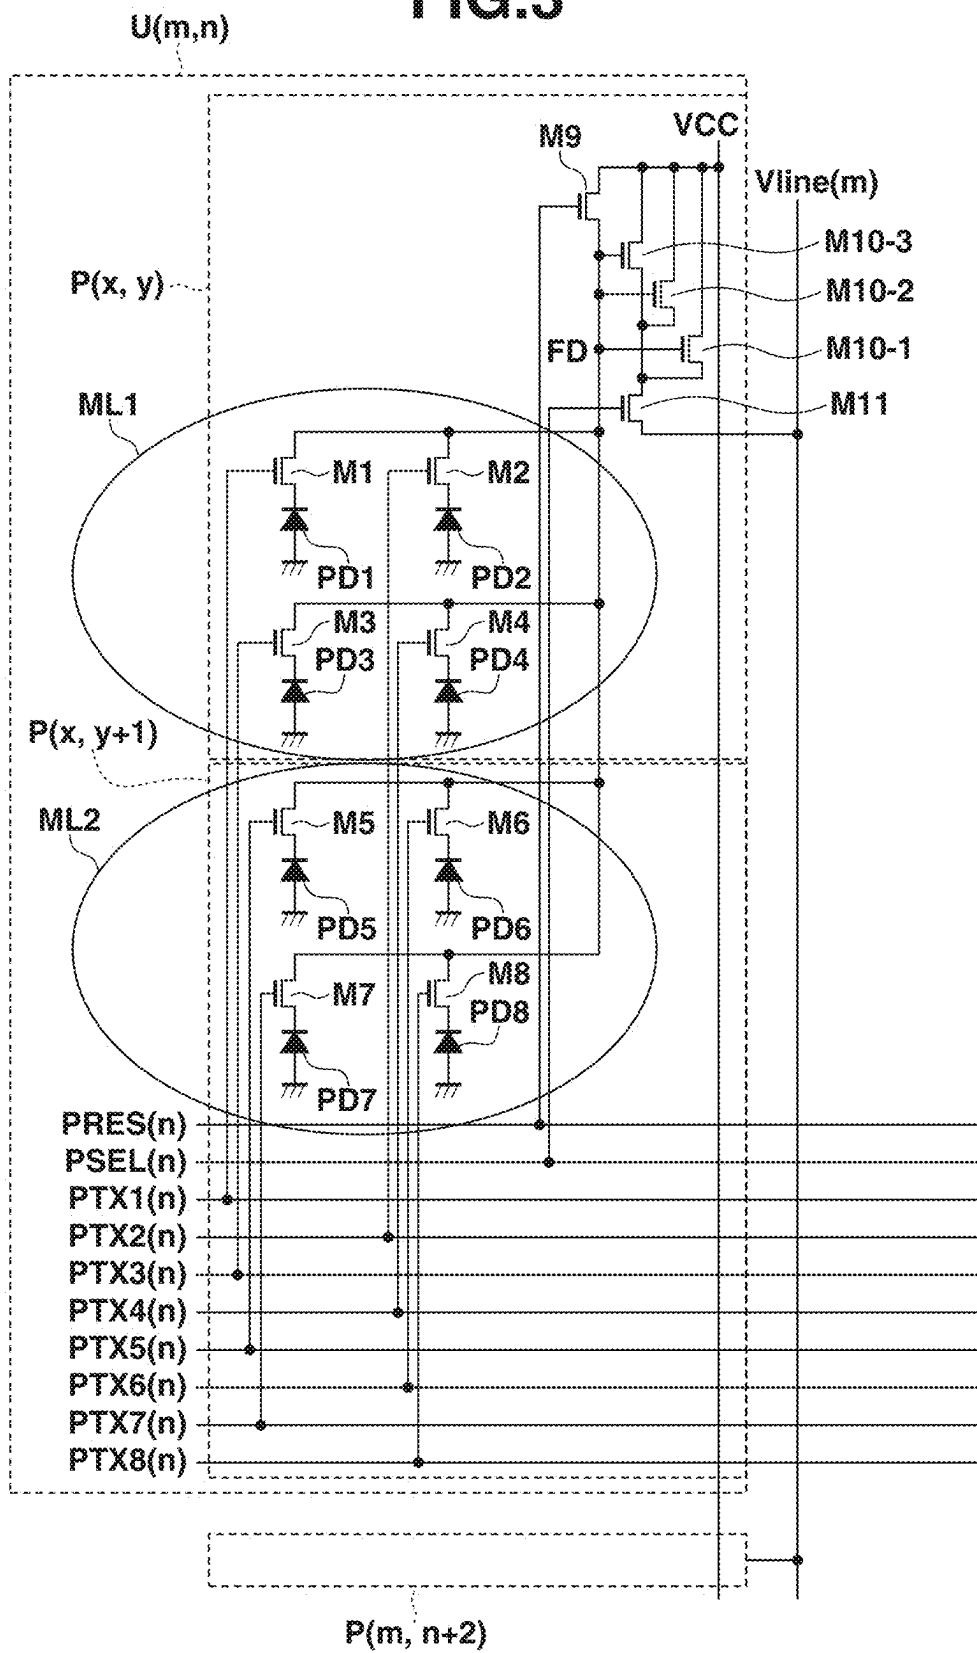 FIG.3
U(m,n)
VCC
M9
Vline(m)
M10-3
P(x, y)
M10-2
FD
M10-1
ML1
M11
M1
M2
PD1
PD2
M3
M4
PD3
PD4
P(x, y+1)
ML2
M5
M6
PD5
PD6
M7
M8
PD8
PD7
PRES(n)
PSEL(n)
PTX1(n)
PTX2(n)
PTX3(n)
PTX4(n)
PTX5(n)
PTX6(n)
PTX7(n)
PTX8(n)
P(m, n+2)